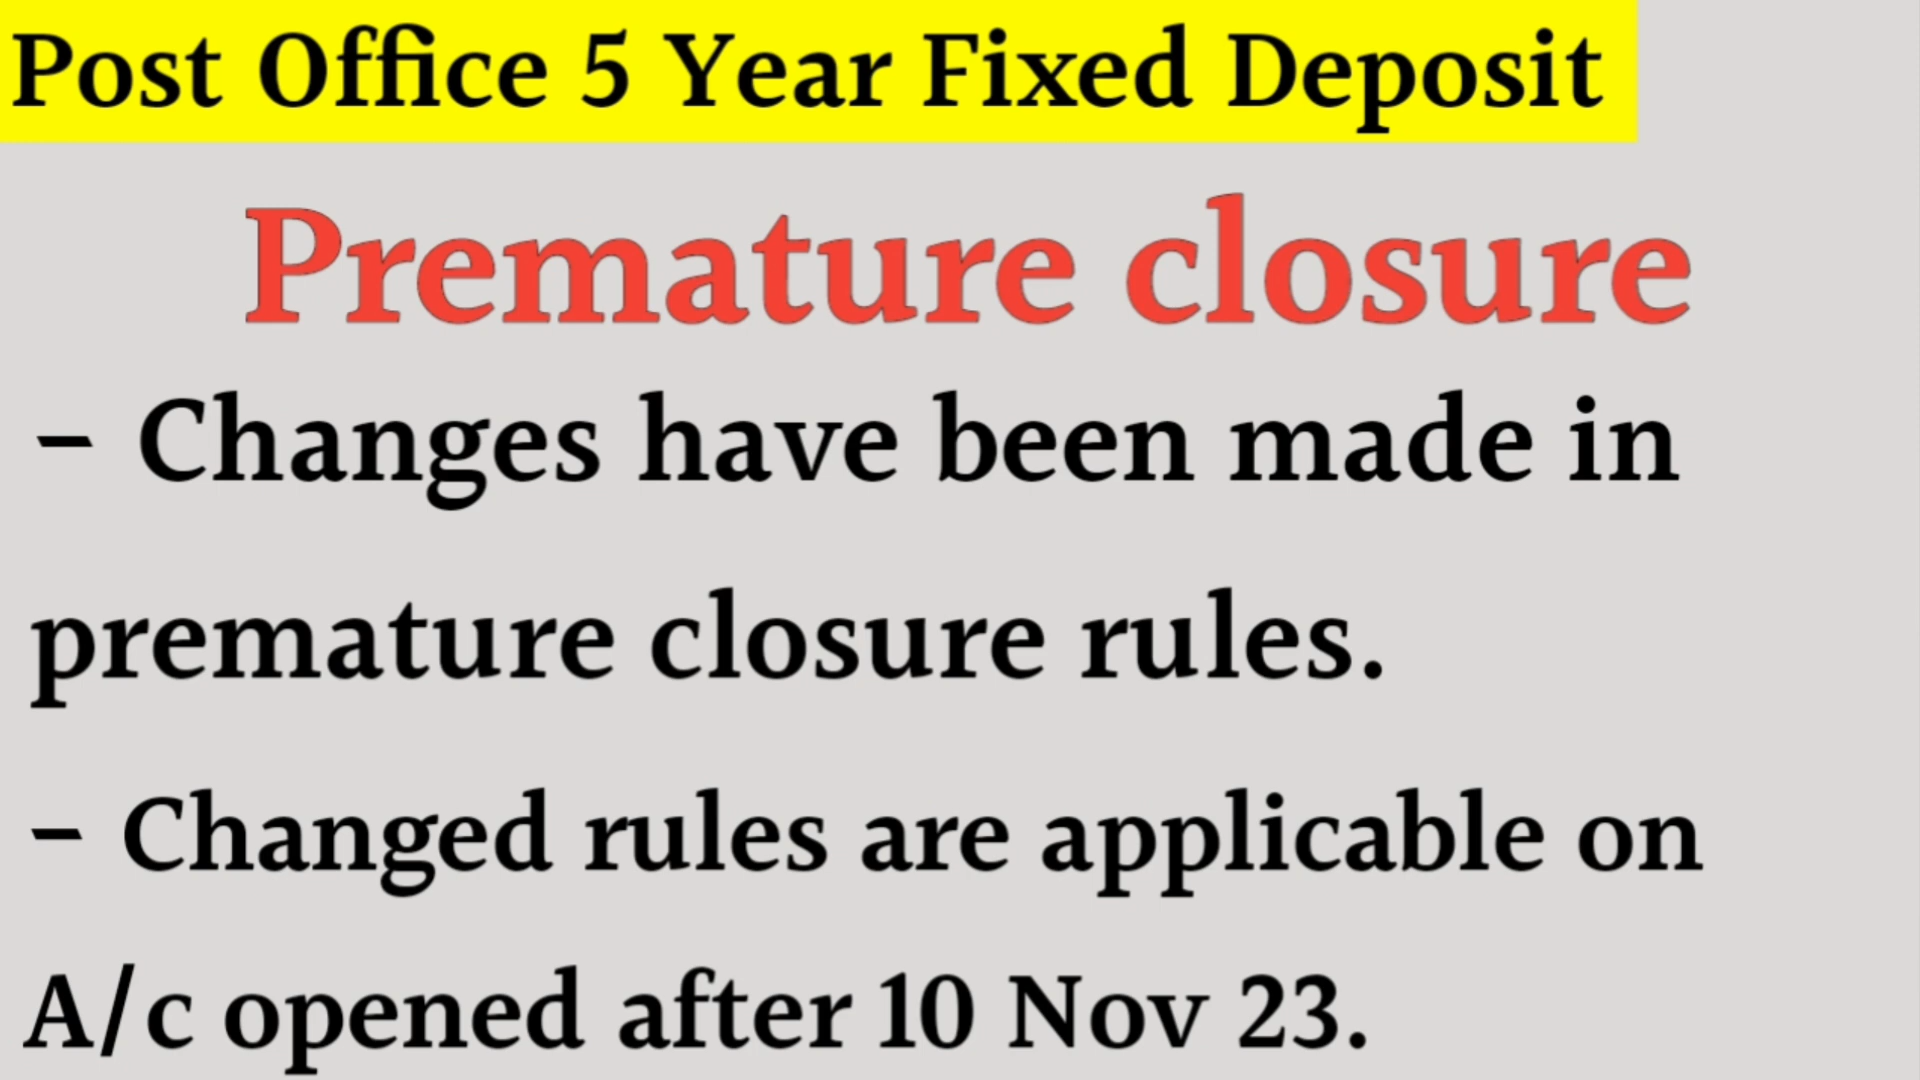 Post Office 5 Year Fixed Deposit
Premature closure
- Changes have been made in
premature closure rules.
- Changed rules are applicable on
A/c opened after 10 Nov 23.